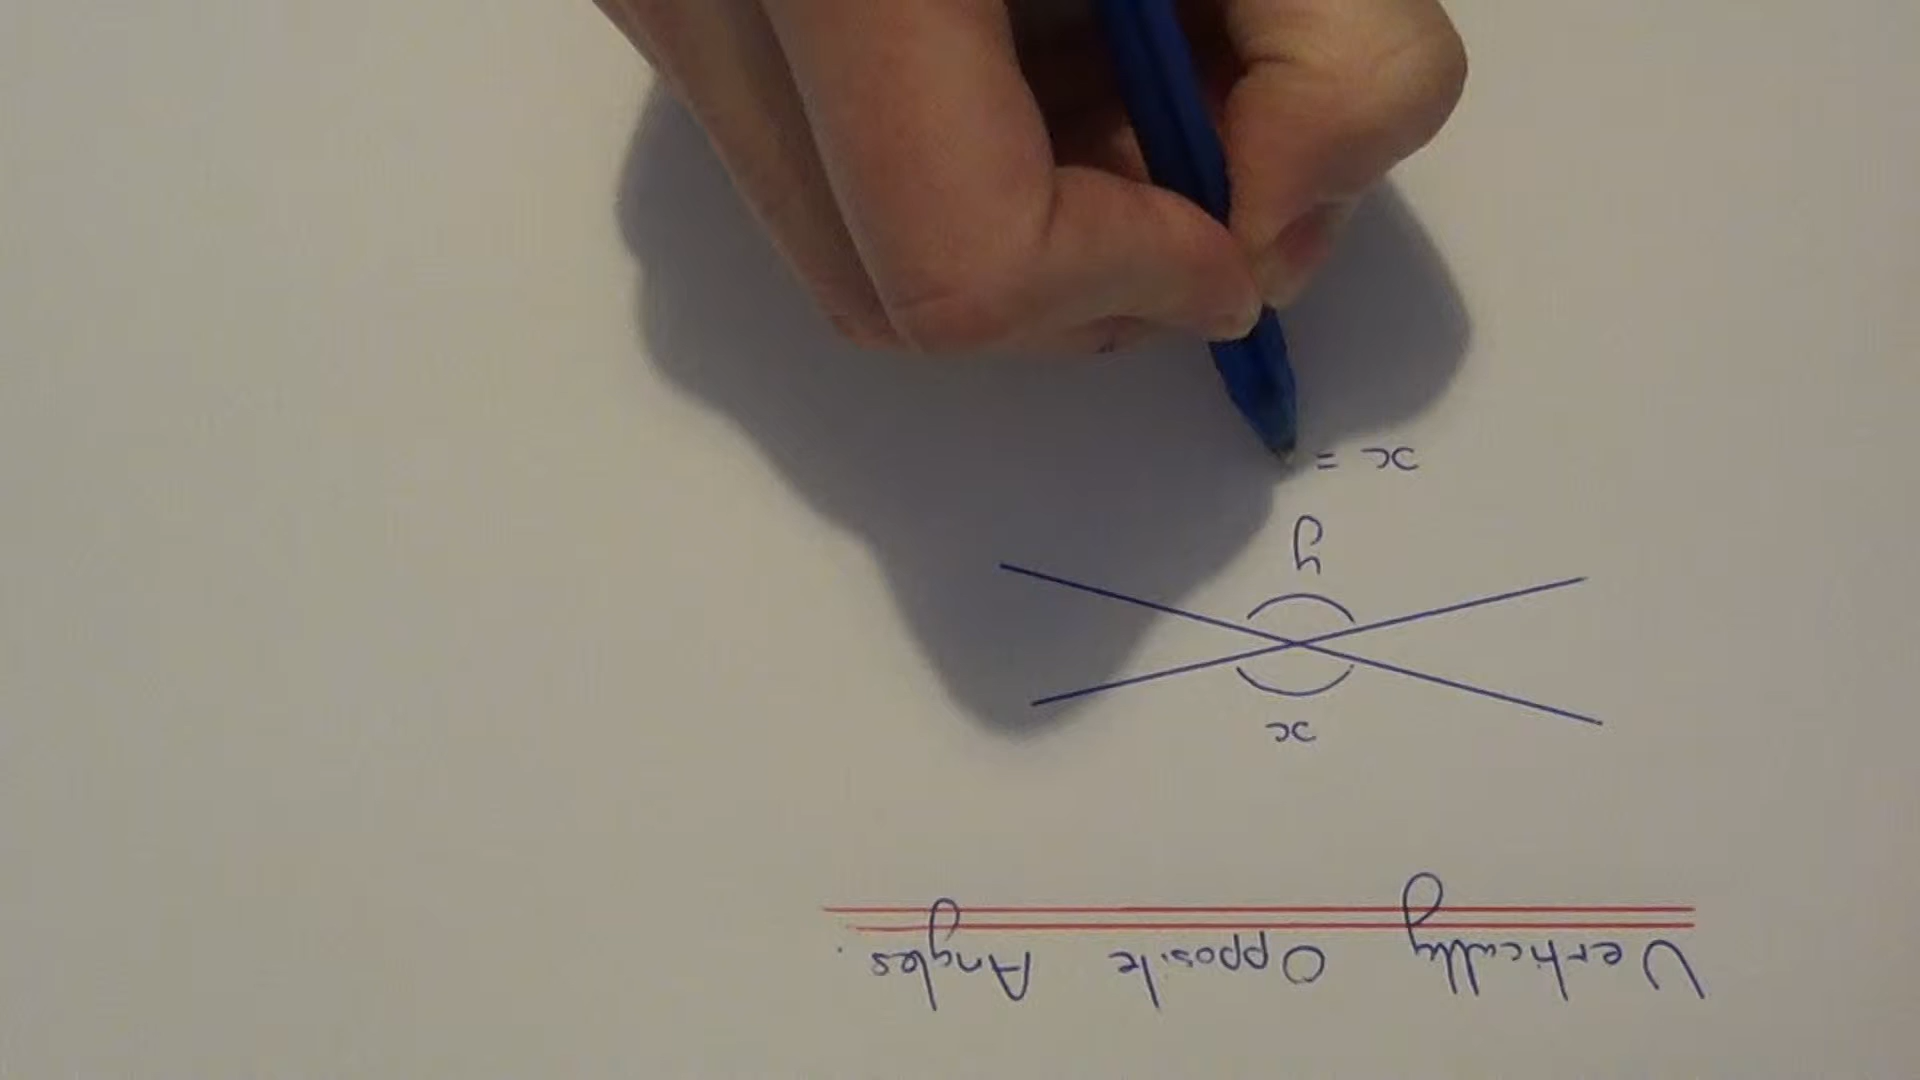 Vertically Opposite Angles.
x
y
x =